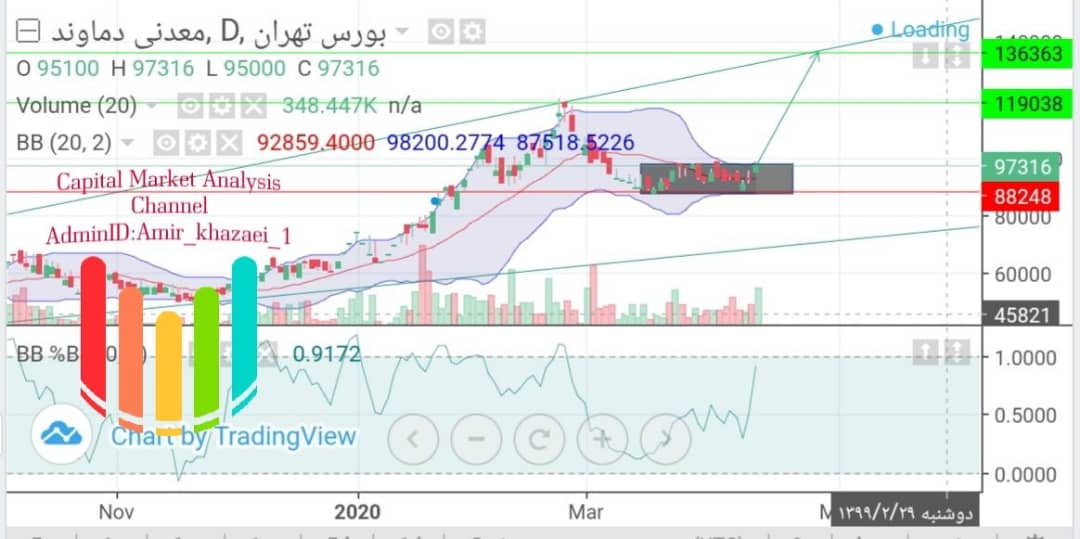 معدنی دماوند, D, بورس تهران
Loading
O 95100 H 97316 L 95000 C 97316
136363
Volume (20) 348.447K n/a
119038
BB (20, 2) 92859.4000 98200.2774 87518.5226
97316
Capital Market Analysis
Channel
AdminID:Amir_khazaei_1
88248
80000
60000
45821
BB %B 0.9172
1.0000
0.5000
Chart by TradingView
0.0000
Nov 2020 Mar دوشنبه ۱۳۹۹/۲/۲۹